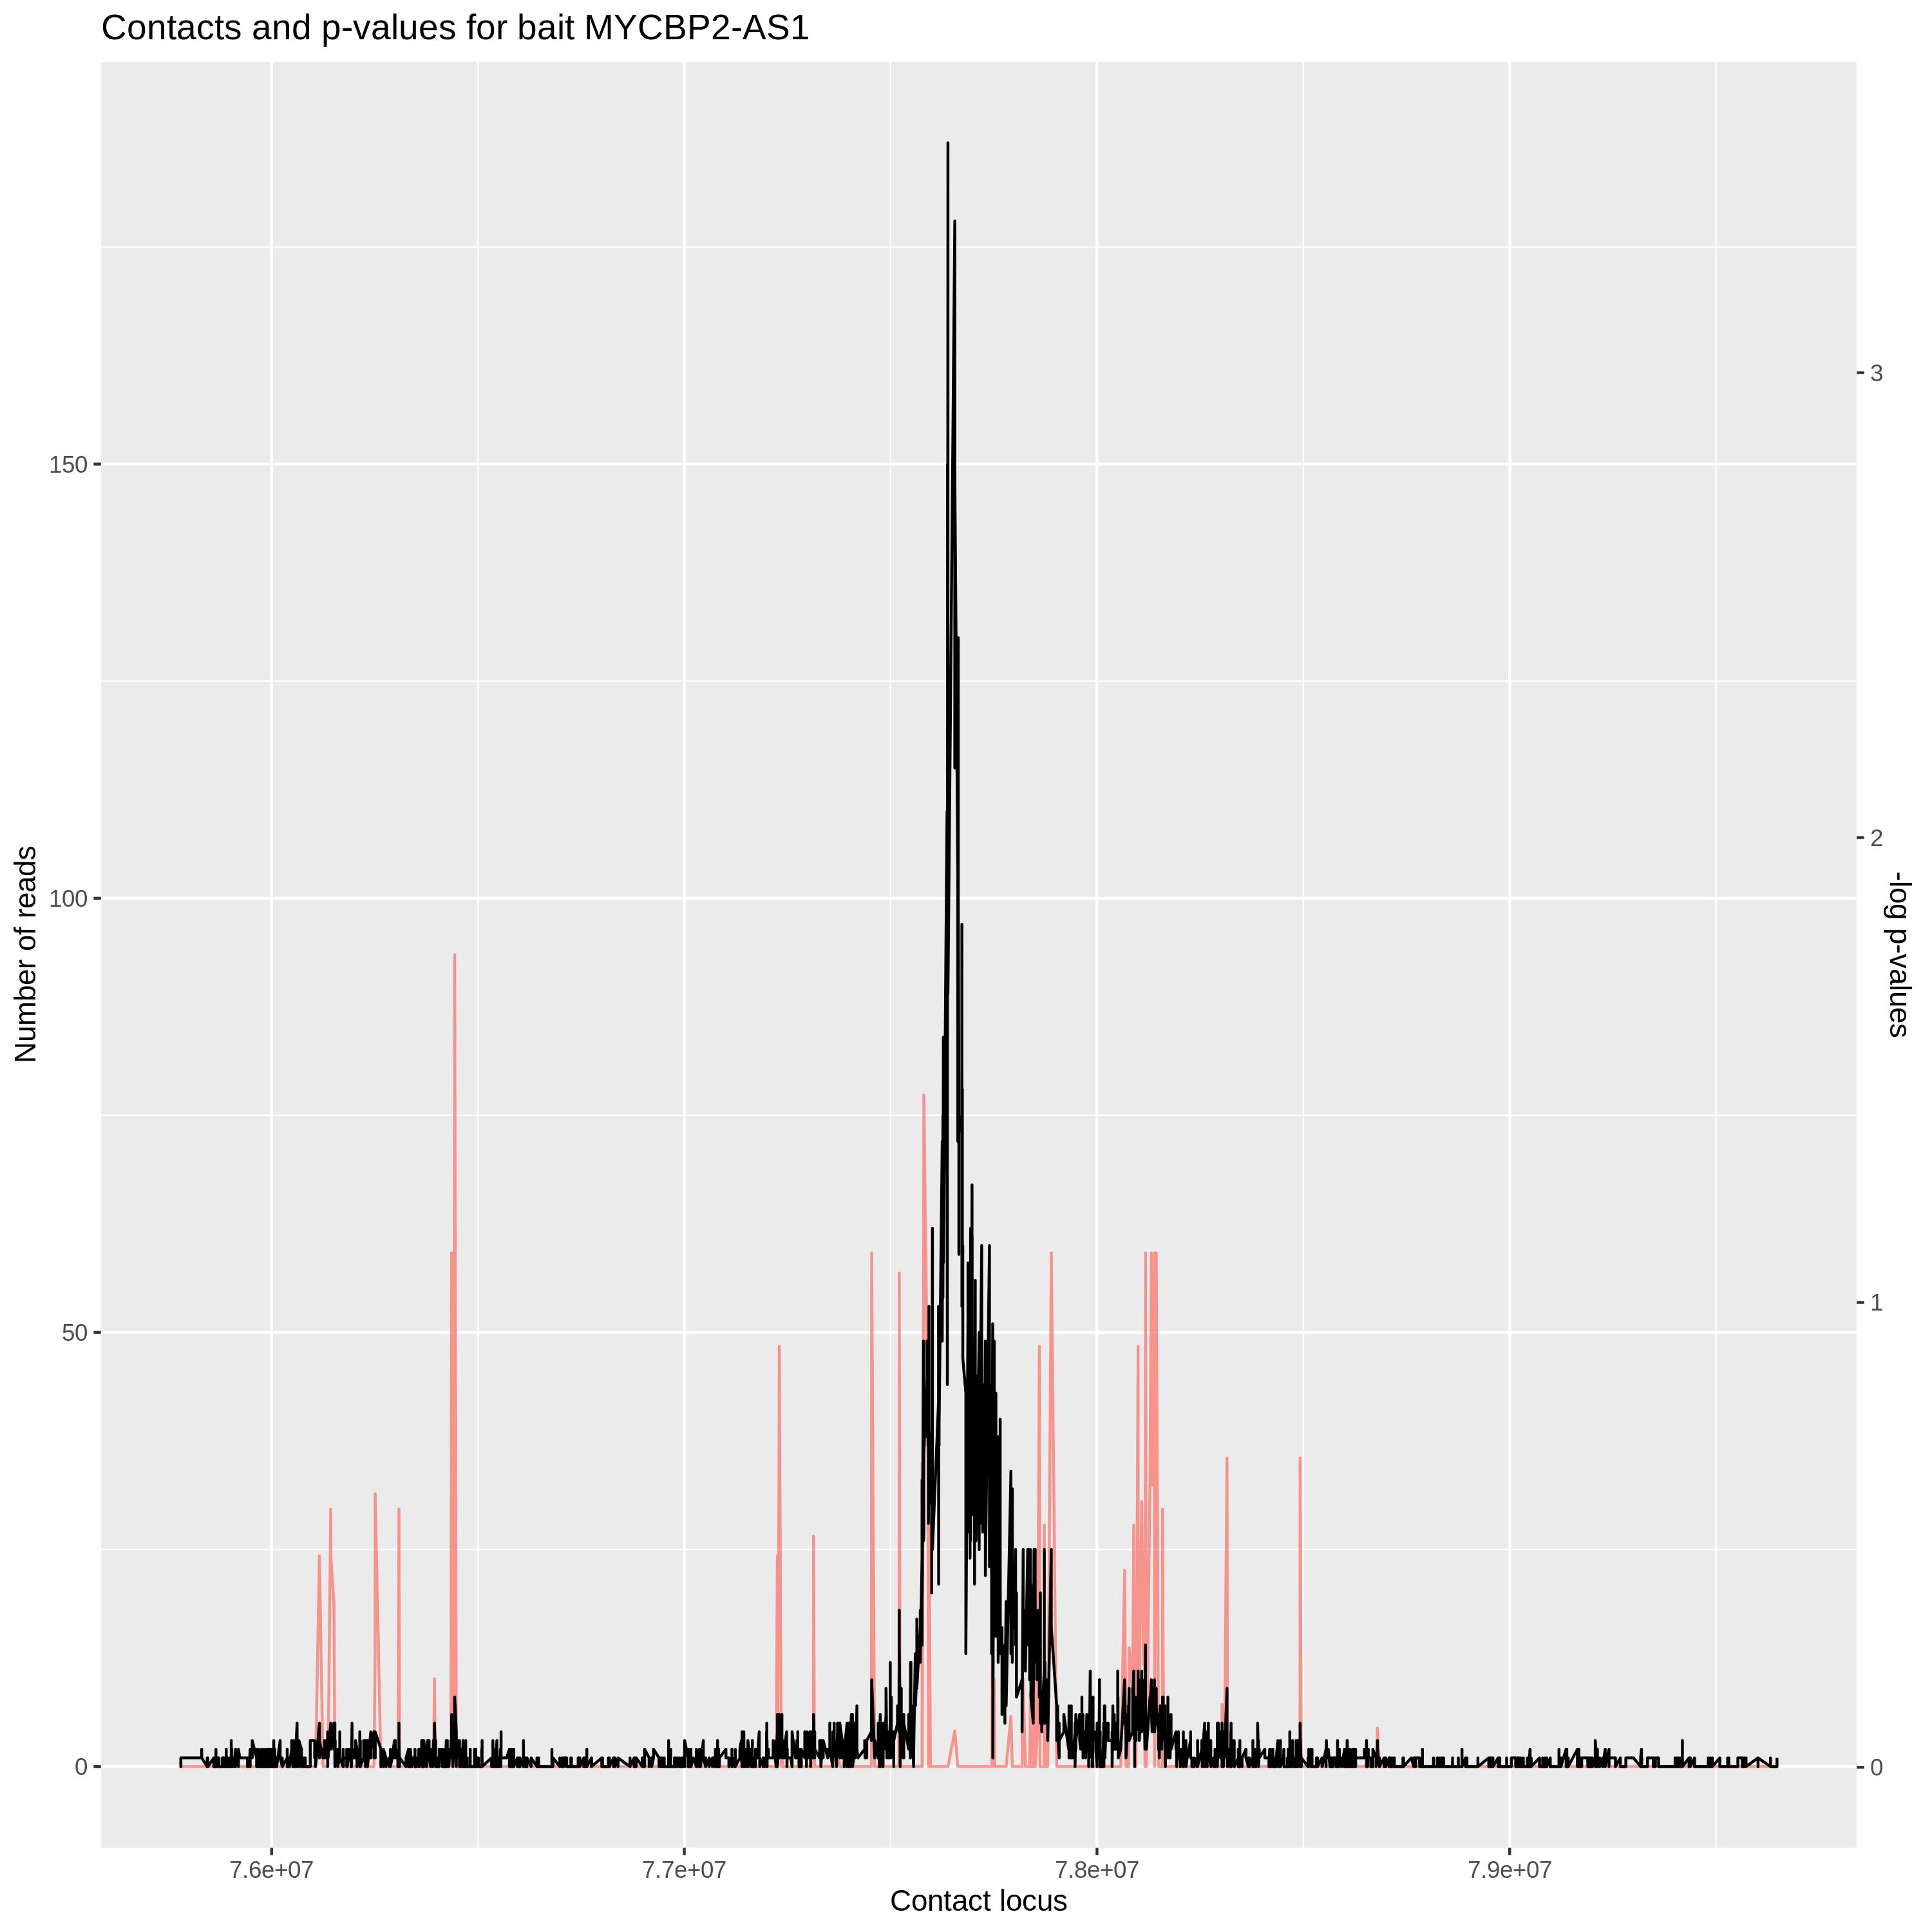 Contacts and p-values for bait MYCBP2-AS1
Number of reads
150
100
50
0
3
2
1
0
-log p-values
7.6e+07
7.7e+07
7.8e+07
7.9e+07
Contact locus